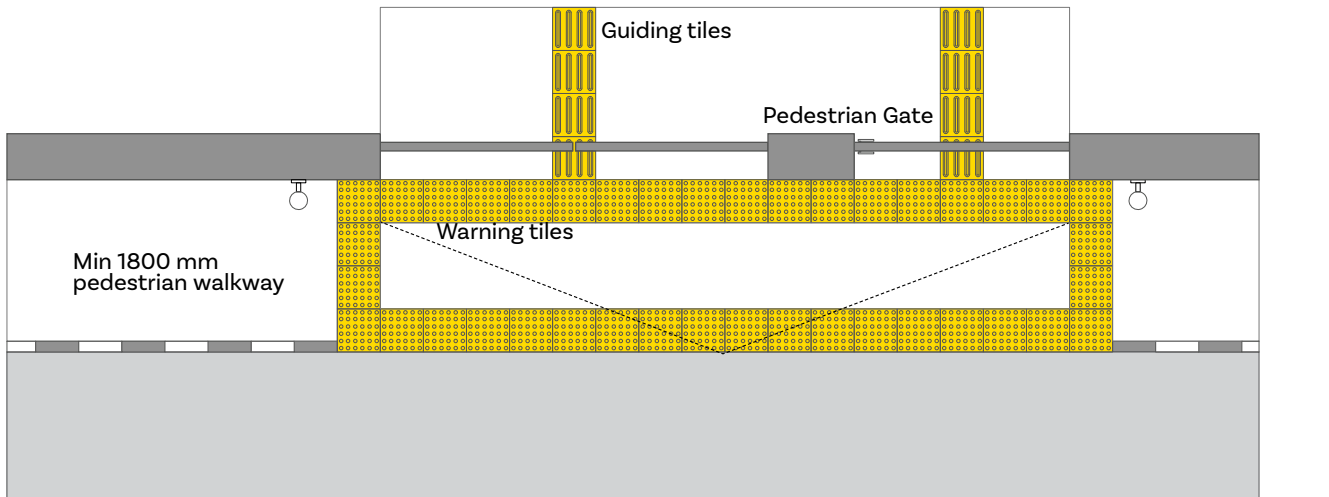 Guiding tiles
Pedestrian Gate
Warning tiles
Min 1800 mm
pedestrian walkway